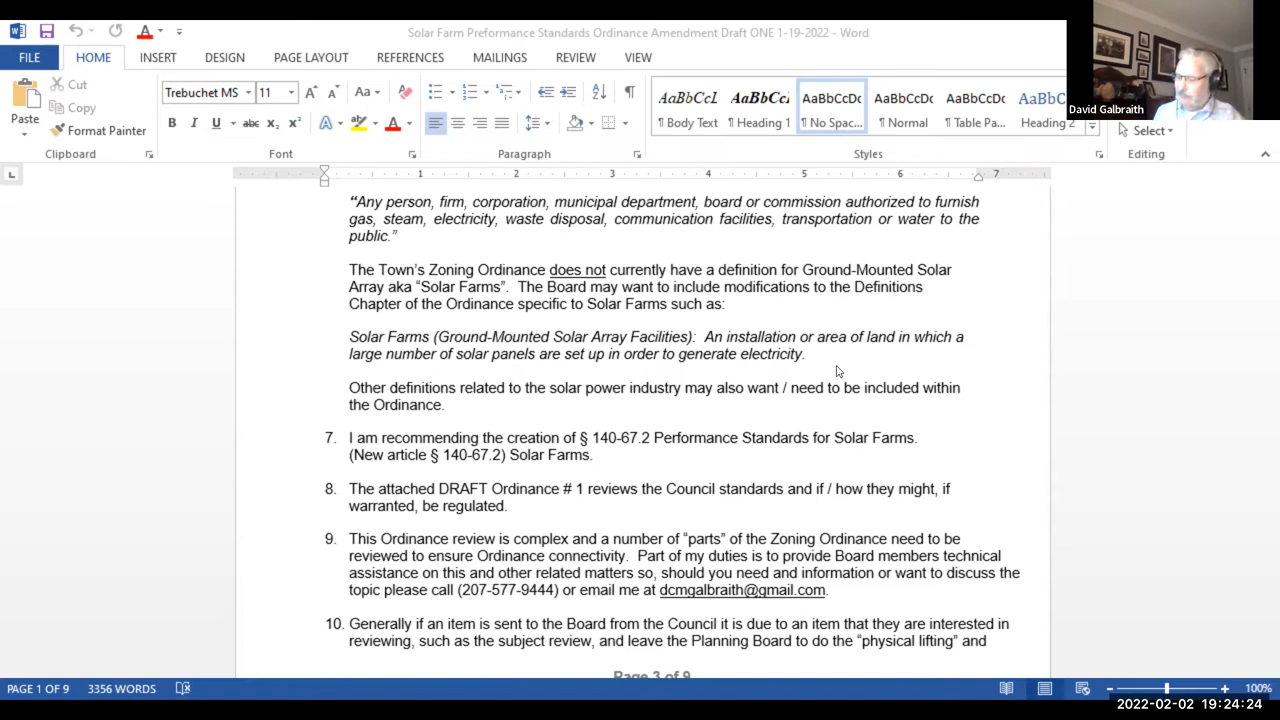 Solar Farm Preformance Standards Ordinance Amendment Draft ONE 1-19-2022 - Word
FILE HOME INSERT DESIGN PAGE LAYOUT REFERENCES MAILINGS REVIEW VIEW
David Galbraith
Paste
Cut
Copy
Format Painter
Clipboard
Trebuchet MS 11
Font
Paragraph
AaBbCcL AaBbCcI AaBbCcDc AaBbCcDc AaBbCcDc AaBbC
¶ Body Text ¶ Heading 1 ¶ No Spac... ¶ Normal ¶ Table Pa... Heading 2
Styles
Select
Editing
1 2 3 4 5 6 7
“Any person, firm, corporation, municipal department, board or commission authorized to furnish
gas, steam, electricity, waste disposal, communication facilities, transportation or water to the
public.”
The Town’s Zoning Ordinance does not currently have a definition for Ground-Mounted Solar
Array aka “Solar Farms”. The Board may want to include modifications to the Definitions
Chapter of the Ordinance specific to Solar Farms such as:
Solar Farms (Ground-Mounted Solar Array Facilities): An installation or area of land in which a
large number of solar panels are set up in order to generate electricity.
Other definitions related to the solar power industry may also want / need to be included within
the Ordinance.
7. I am recommending the creation of § 140-67.2 Performance Standards for Solar Farms.
(New article § 140-67.2) Solar Farms.
8. The attached DRAFT Ordinance # 1 reviews the Council standards and if / how they might, if
warranted, be regulated.
9. This Ordinance review is complex and a number of “parts” of the Zoning Ordinance need to be
reviewed to ensure Ordinance connectivity. Part of my duties is to provide Board members technical
assistance on this and other related matters so, should you need and information or want to discuss the
topic please call (207-577-9444) or email me at dcmgalbraith@gmail.com.
10. Generally if an item is sent to the Board from the Council it is due to an item that they are interested in
reviewing, such as the subject review, and leave the Planning Board to do the “physical lifting” and
Page 3 of 9
PAGE 1 OF 9 3356 WORDS
100%
2022-02-02 19:24:24